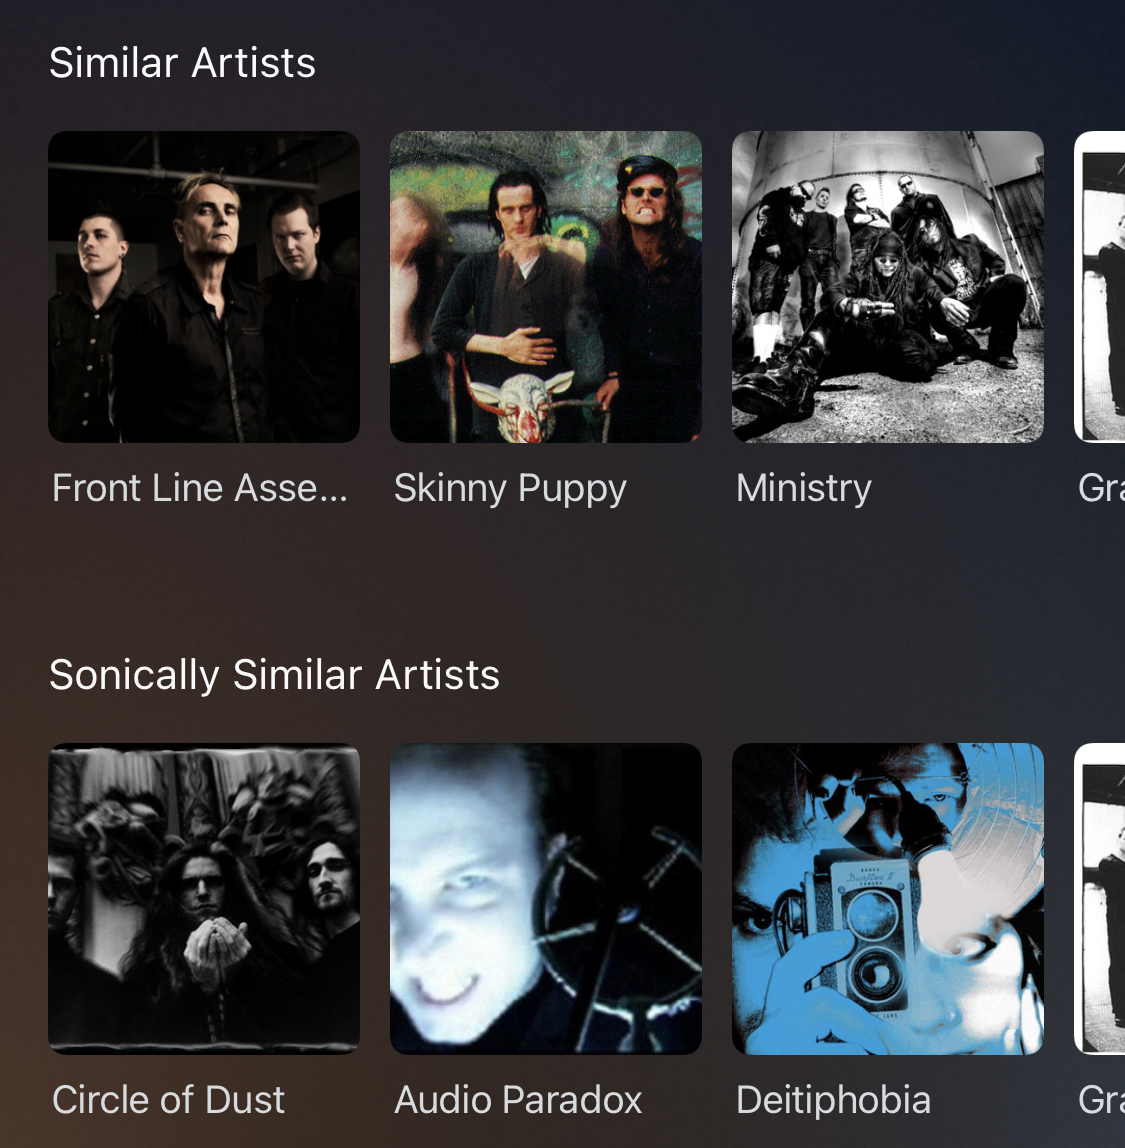 Similar Artists
Front Line Asse...
Skinny Puppy
Ministry
Gra
Sonically Similar Artists
Circle of Dust
Audio Paradox
Deitiphobia
Gra